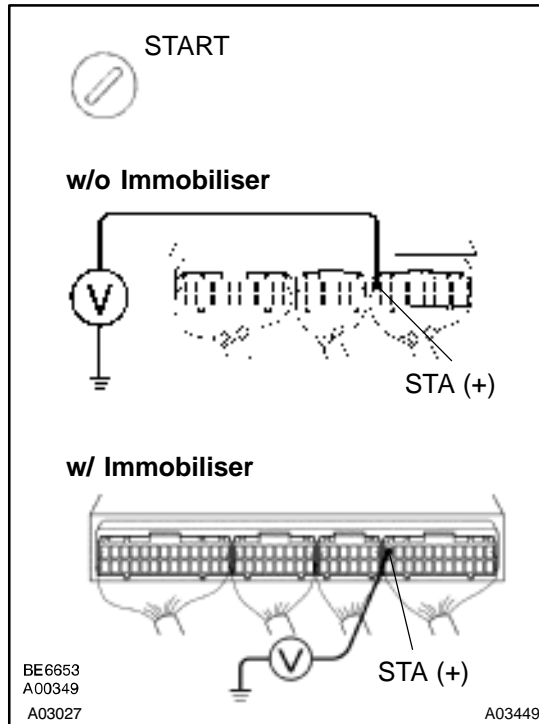 START
w/o Immobiliser
V
STA (+)
w/ Immobiliser
V
STA (+)
BE6653
A00349
A03027
A03449